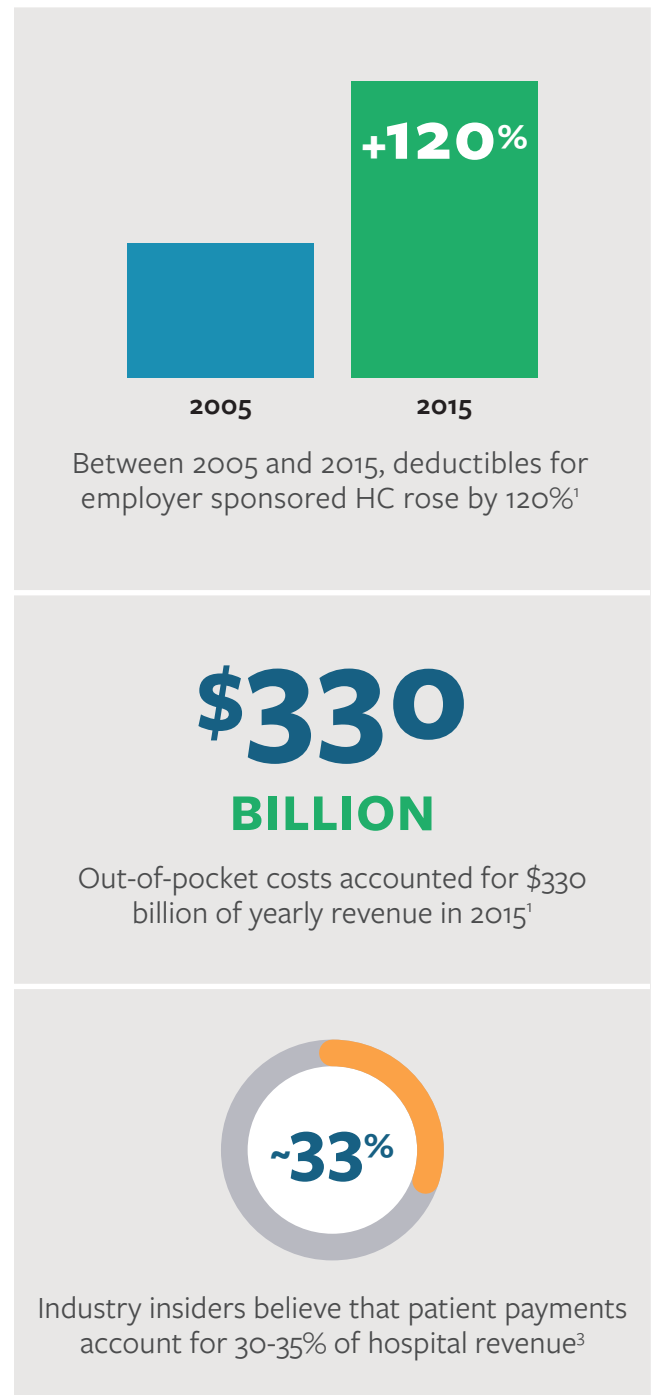 +120%
2005 2015
Between 2005 and 2015, deductibles for
employer sponsored HC rose by 120%¹
$330
BILLION
Out-of-pocket costs accounted for $330
billion of yearly revenue in 2015¹
~33%
Industry insiders believe that patient payments
account for 30-35% of hospital revenue³